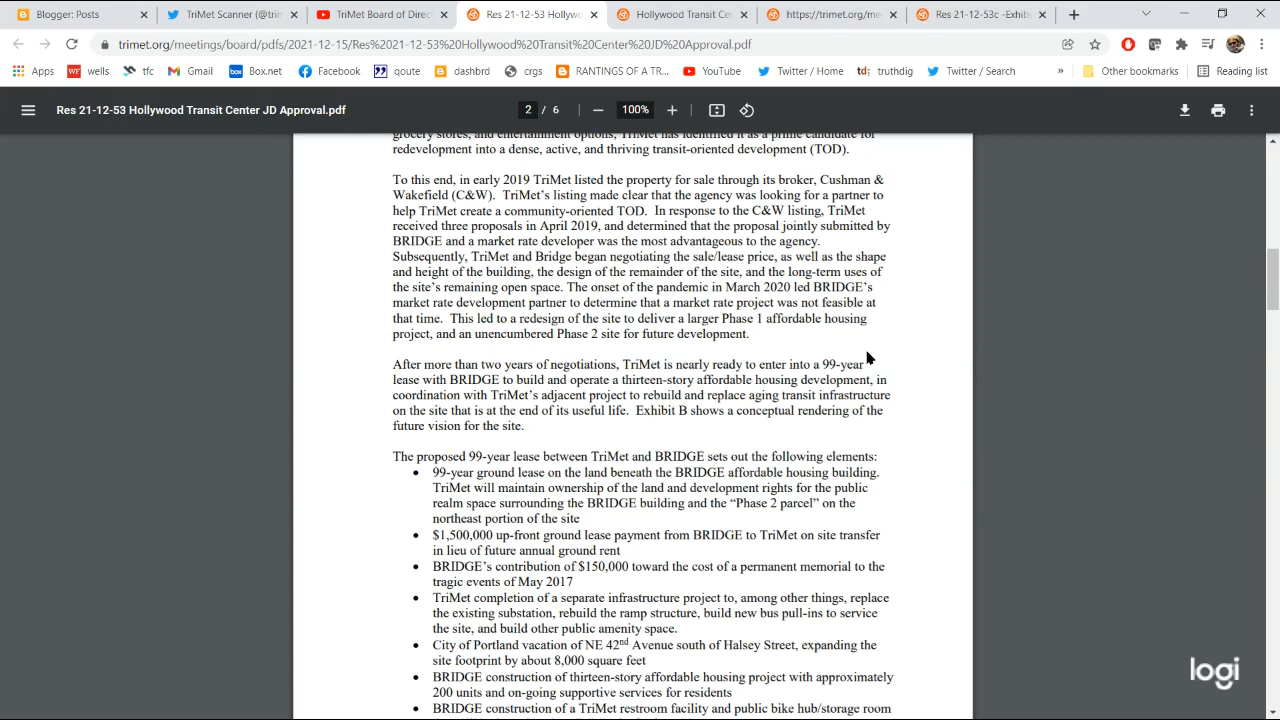 Blogger: Posts
TriMet Scanner (@trim
TriMet Board of Direc
Res 21-12-53 Hollywo
Hollywood Transit Ce
https://trimet.org/me
Res 21-12-53c -Exhib
trimet.org/meetings/board/pdfs/2021-12-15/Res%2021-12-53%20Hollywood%20Transit%20Center%20JD%20Approval.pdf
Apps
wells
tfc
Gmail
Box.net
Facebook
qoute
dashbrd
crgs
RANTINGS OF A TR...
YouTube
Twitter / Home
truthdig
Twitter / Search
»
Other bookmarks
Reading list
Res 21-12-53 Hollywood Transit Center JD Approval.pdf
2 / 6
100%
grocery stores, and entertainment options, TriMet has identified it as a prime candidate for
redevelopment into a dense, active, and thriving transit-oriented development (TOD).
To this end, in early 2019 TriMet listed the property for sale through its broker, Cushman &
Wakefield (C&W). TriMet's listing made clear that the agency was looking for a partner to
help TriMet create a community-oriented TOD. In response to the C&W listing, TriMet
received three proposals in April 2019, and determined that the proposal jointly submitted by
BRIDGE and a market rate developer was the most advantageous to the agency.
Subsequently, TriMet and Bridge began negotiating the sale/lease price, as well as the shape
and height of the building, the design of the remainder of the site, and the long-term uses of
the site's remaining open space. The onset of the pandemic in March 2020 led BRIDGE's
market rate development partner to determine that a market rate project was not feasible at
that time. This led to a redesign of the site to deliver a larger Phase 1 affordable housing
project, and an unencumbered Phase 2 site for future development.
After more than two years of negotiations, TriMet is nearly ready to enter into a 99-year
lease with BRIDGE to build and operate a thirteen-story affordable housing development, in
coordination with TriMet's adjacent project to rebuild and replace aging transit infrastructure
on the site that is at the end of its useful life. Exhibit B shows a conceptual rendering of the
future vision for the site.
The proposed 99-year lease between TriMet and BRIDGE sets out the following elements:
• 99-year ground lease on the land beneath the BRIDGE affordable housing building.
TriMet will maintain ownership of the land and development rights for the public
realm space surrounding the BRIDGE building and the "Phase 2 parcel" on the
northeast portion of the site
• $1,500,000 up-front ground lease payment from BRIDGE to TriMet on site transfer
in lieu of future annual ground rent
• BRIDGE's contribution of $150,000 toward the cost of a permanent memorial to the
tragic events of May 2017
• TriMet completion of a separate infrastructure project to, among other things, replace
the existing substation, rebuild the ramp structure, build new bus pull-ins to service
the site, and build other public amenity space.
• City of Portland vacation of NE 42nd Avenue south of Halsey Street, expanding the
site footprint by about 8,000 square feet
• BRIDGE construction of thirteen-story affordable housing project with approximately
200 units and on-going supportive services for residents
• BRIDGE construction of a TriMet restroom facility and public bike hub/storage room
logi